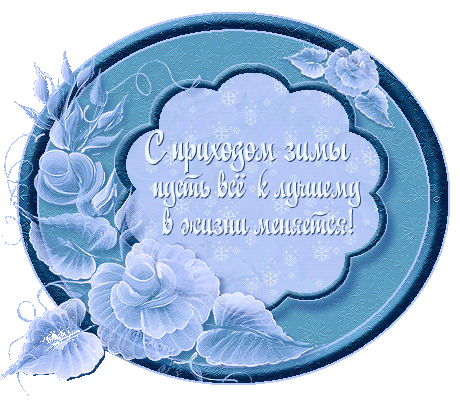 С приходом зимы
пусть всё к лучшему
в жизни меняется!